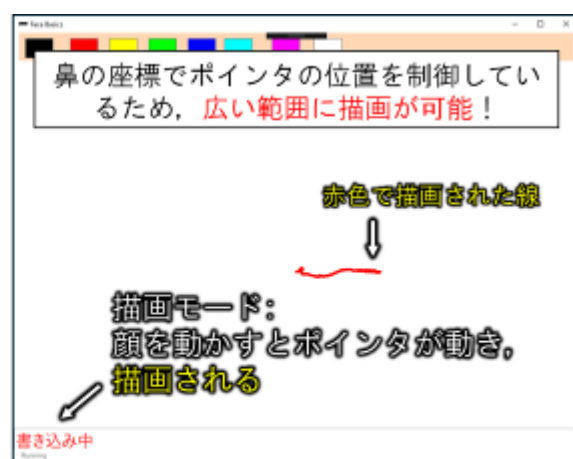 鼻の座標でポインタの位置を制御してい
るため，広い範囲に描画が可能！
赤色で描画された線
描画モード：
顔を動かすとポインタが動き，
描画される
書き込み中
Running